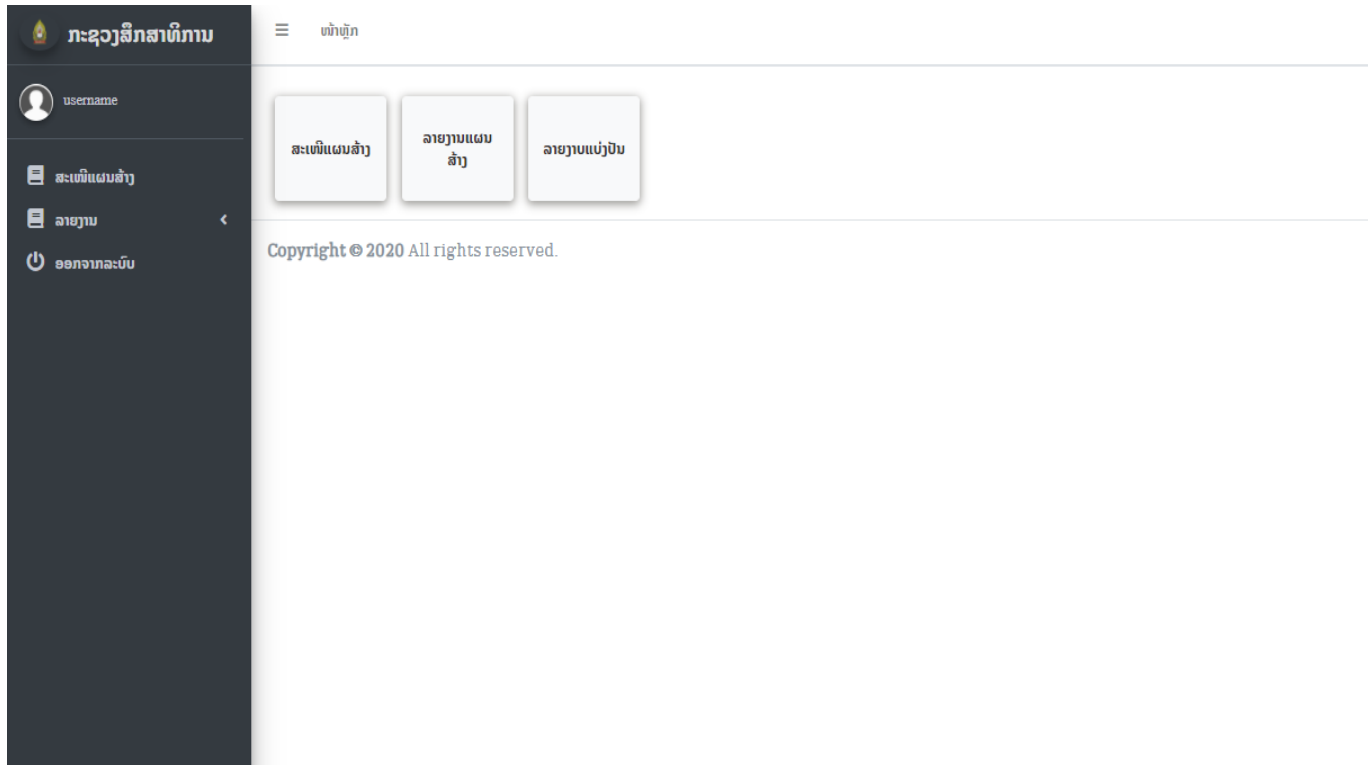 ກະຊວງສຶກສາທິການ
ໜ້າຫຼັກ
username
ສະເໜີແຜນສ້າງ
ລາຍງານ
ອອກຈາກລະບົບ
ສະເໜີແຜນສ້າງ
ລາຍງານແຜນ
ສ້າງ
ລາຍງານແບ່ງປັນ
Copyright © 2020 All rights reserved.